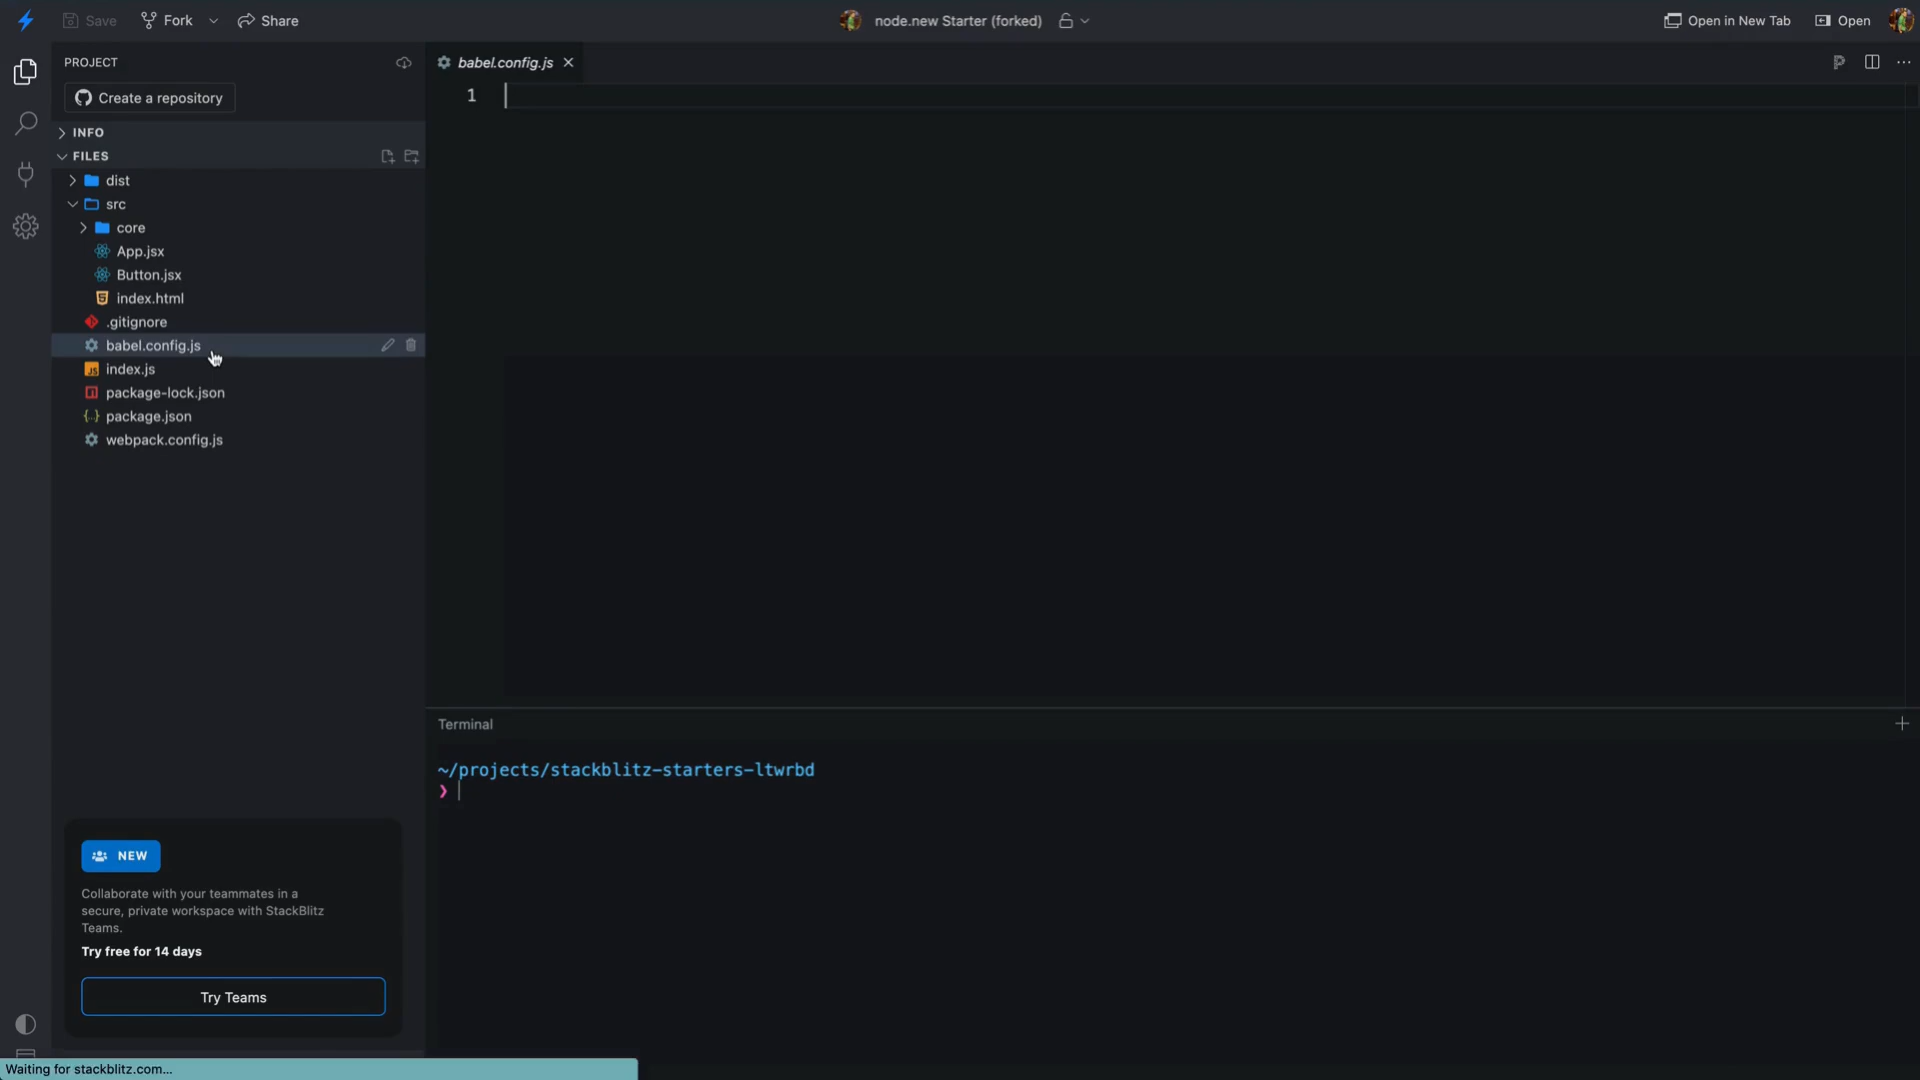 Save
Fork
Share
node.new Starter (forked)
Open in New Tab
Open
PROJECT
babel.config.js
Create a repository
1
INFO
FILES
dist
src
core
App.jsx
Button.jsx
index.html
.gitignore
babel.config.js
index.js
package-lock.json
package.json
webpack.config.js
Terminal
~/projects/stackblitz-starters-ltwrbd
❯
NEW
Collaborate with your teammates in a
secure, private workspace with StackBlitz
Teams.
Try free for 14 days
Try Teams
Waiting for stackblitz.com...